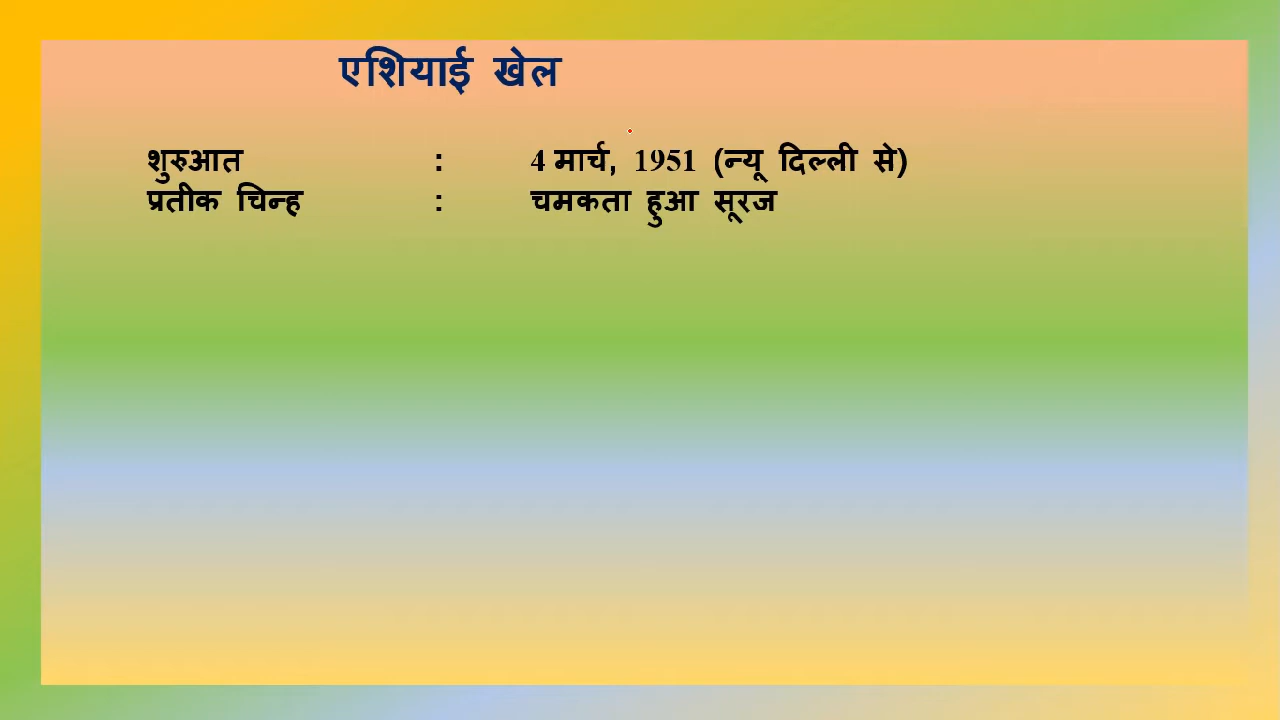 एशियाई खेल
शुरुआत : 4 मार्च, 1951 (न्यू दिल्ली से)
प्रतीक चिन्ह : चमकता हुआ सूरज